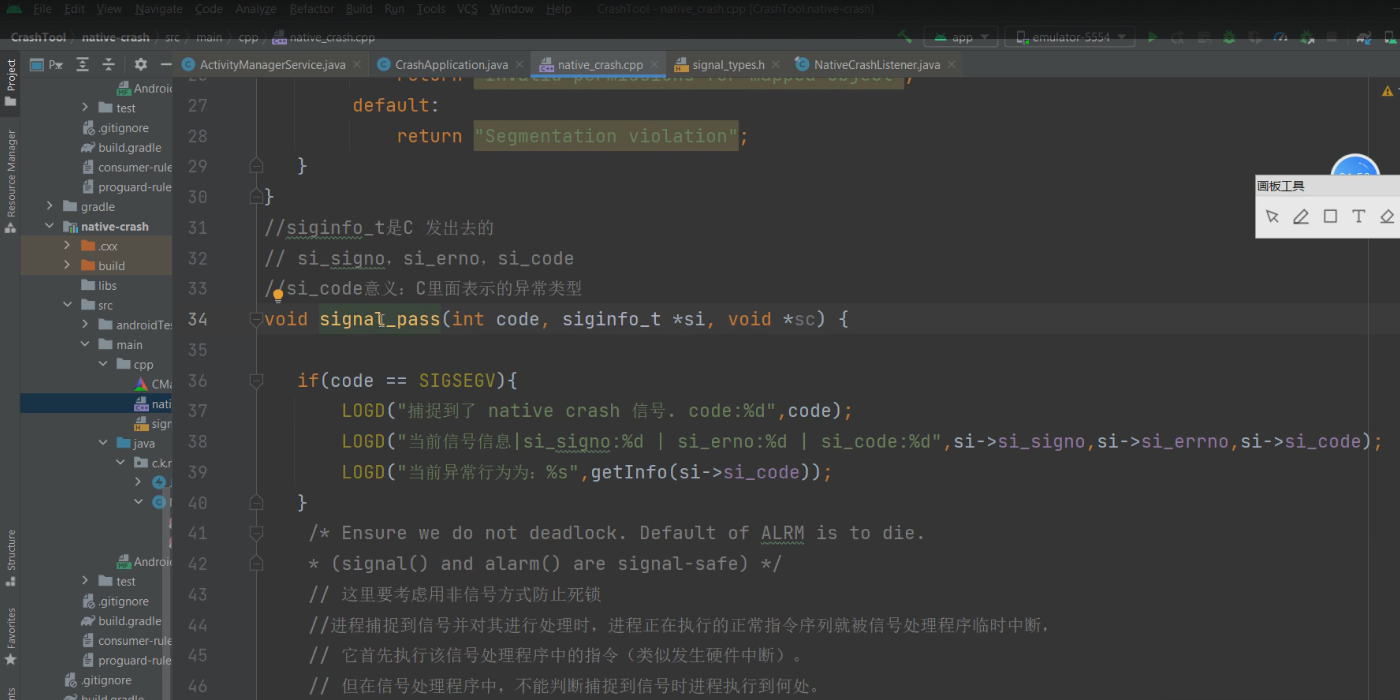 File Edit View Navigate Code Analyze Refactor Build Run Tools VCS Window Help CrashTool - native_crash.cpp [CrashTool.native-crash]
CrashTool native-crash src main cpp native_crash.cpp app emulator-5554
Project P ActivityManagerService.java CrashApplication.java native_crash.cpp signal_types.h NativeCrashListener.java
Resource Manager
Structure
Favorites
Androi
test
.gitignore
build.gradle
consumer-rule
proguard-rule
gradle
native-crash
.cxx
build
libs
src
androidTe
main
cpp
CMa
nati
sign
java
c.k.r
Androi
test
.gitignore
build.gradle
consumer-rule
proguard-rule
.gitignore
build.gradle
return "Invalid permissions for mapped object";
27 default:
28 return "Segmentation violation";
29 }
30 }
31 //siginfo_t是C 发出去的
32 // si_signo，si_erno，si_code
33 //si_code意义：C里面表示的异常类型
34 void signal_pass(int code, siginfo_t *si, void *sc) {
35
36 if(code == SIGSEGV){
37 LOGD("捕捉到了 native crash 信号. code:%d",code);
38 LOGD("当前信号信息|si_signo:%d | si_erno:%d | si_code:%d",si->si_signo,si->si_errno,si->si_code);
39 LOGD("当前异常行为为：%s",getInfo(si->si_code));
40 }
41 /* Ensure we do not deadlock. Default of ALRM is to die.
42 * (signal() and alarm() are signal-safe) */
43 // 这里要考虑用非信号方式防止死锁
44 //进程捕捉到信号并对其进行处理时，进程正在执行的正常指令序列就被信号处理程序临时中断，
45 // 它首先执行该信号处理程序中的指令（类似发生硬件中断）。
46 // 但在信号处理程序中，不能判断捕捉到信号时进程执行到何处。
画板工具
T